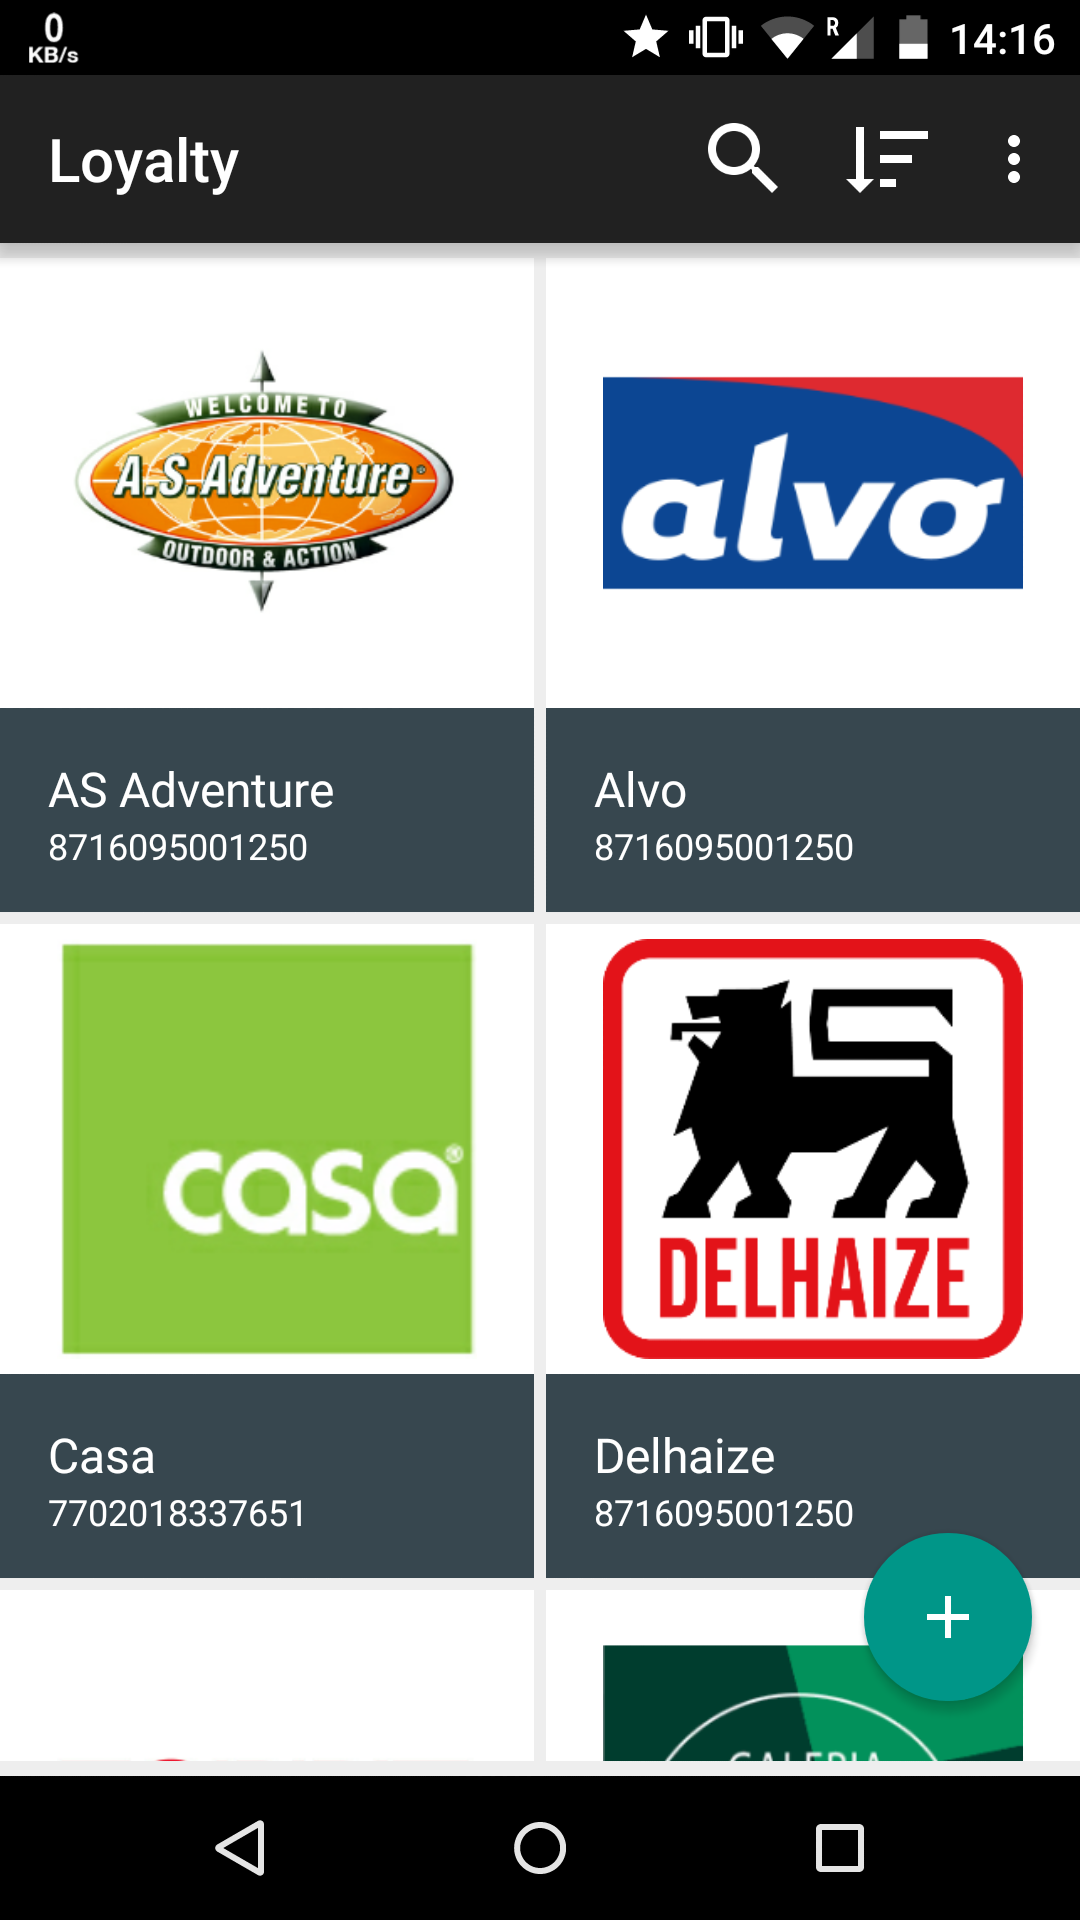 0
KB/s
R
14:16
Loyalty
WELCOME TO
A.S.Adventure®
OUTDOOR & ACTION
alvo
AS Adventure
8716095001250
Alvo
8716095001250
casa®
DELHAIZE
Casa
7702018337651
Delhaize
8716095001250
GALERIA